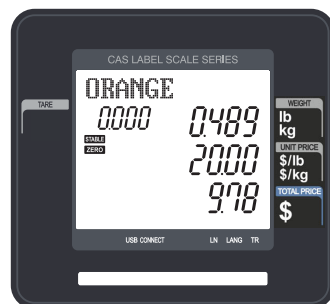 CAS LABEL SCALE SERIES
ORANGE
TARE
0.000
0.489
WEIGHT
lb
kg
STABLE
ZERO
20.00
UNIT PRICE
$/lb
$/kg
9.78
TOTAL PRICE
$
USB CONNECT LN LANG TR